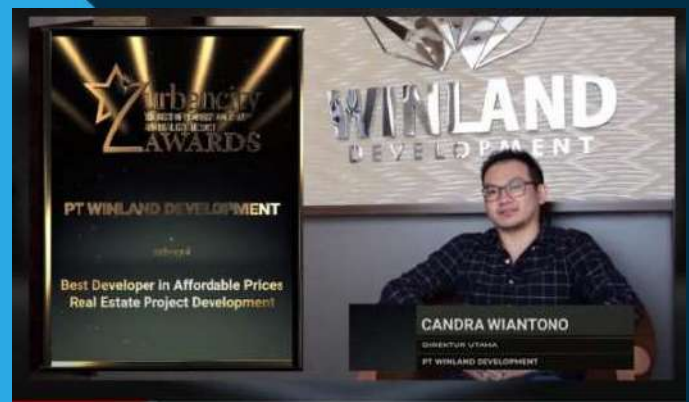 urbancity
AWARDS
PT WINLAND DEVELOPMENT
sebagai
Best Developer in Affordable Prices
Real Estate Project Development
WINLAND
DEVELOPMENT
CANDRA WIANTONO
DIREKTUR UTAMA
PT WINLAND DEVELOPMENT